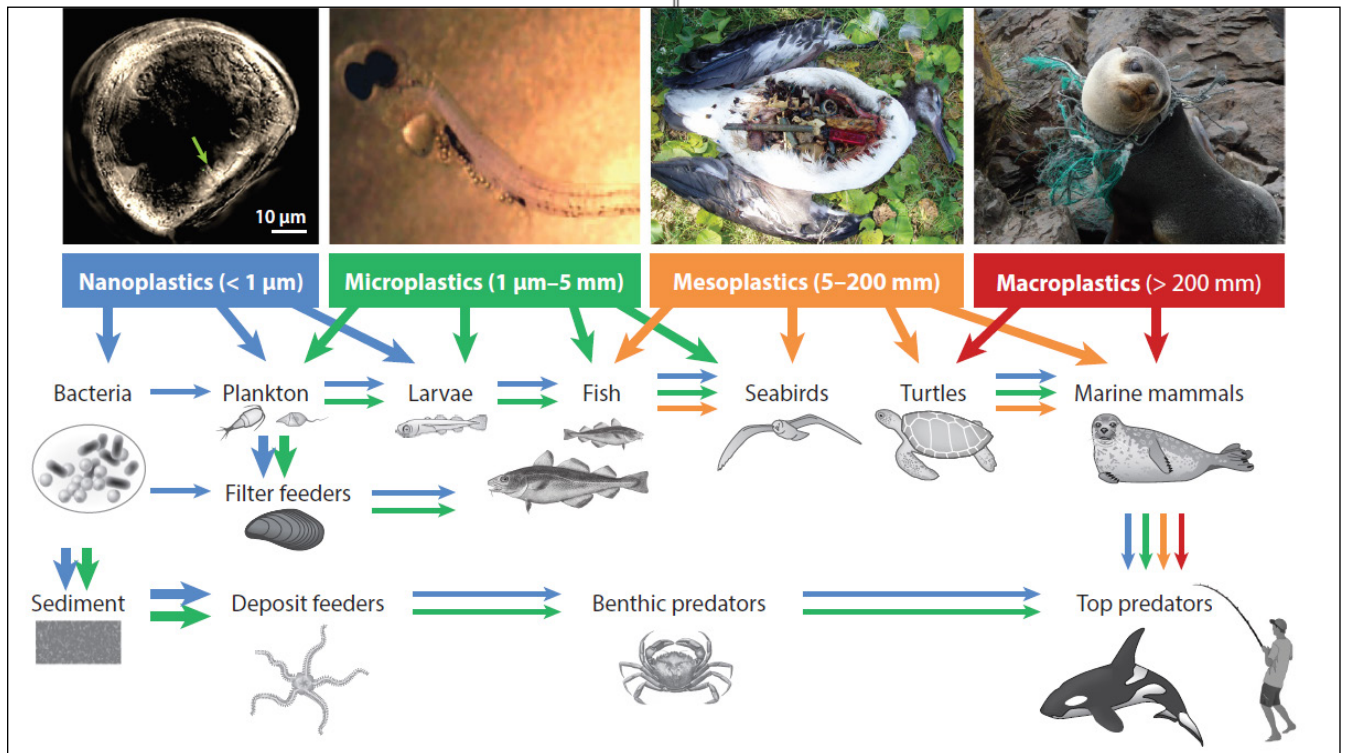 10 µm
Nanoplastics (< 1 µm)
Microplastics (1 µm–5 mm)
Mesoplastics (5–200 mm)
Macroplastics (> 200 mm)
Bacteria
Plankton
Larvae
Fish
Seabirds
Turtles
Marine mammals
Filter feeders
Sediment
Deposit feeders
Benthic predators
Top predators